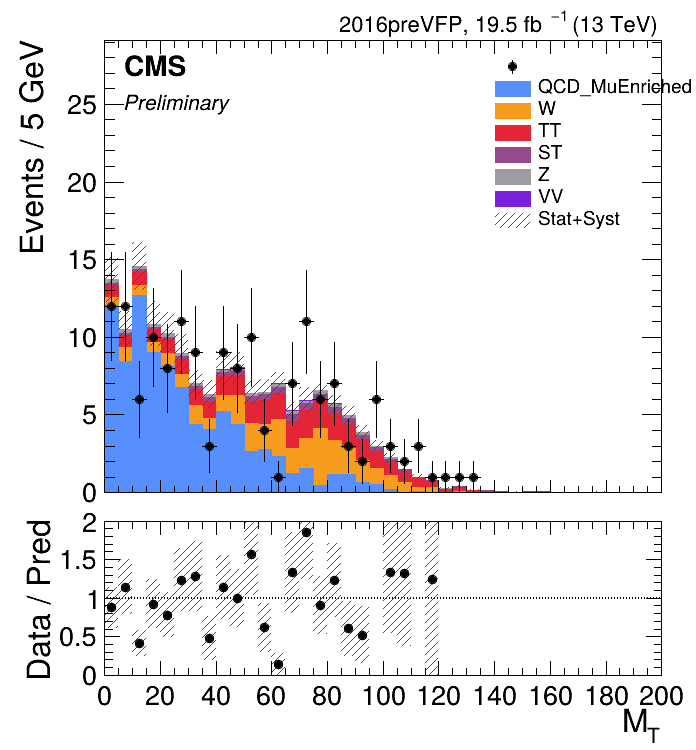 2016preVFP, 19.5 fb⁻¹ (13 TeV)
CMS
Preliminary
QCD_MuEnriched
W
TT
ST
Z
VV
Stat+Syst
Events / 5 GeV
25
20
15
10
5
0
Data / Pred
2
1.5
1
0.5
0
0 20 40 60 80 100 120 140 160 180 200
M_T